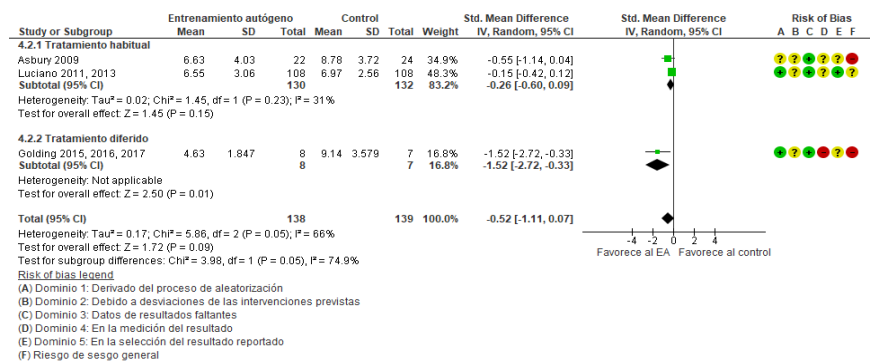 Entrenamiento autógeno Control Std. Mean Difference Std. Mean Difference Risk of Bias
Study or Subgroup Mean SD Total Mean SD Total Weight IV, Random, 95% CI IV, Random, 95% CI A B C D E F
4.2.1 Tratamiento habitual
Asbury 2009 6.63 4.03 22 8.78 3.72 24 34.9% -0.55 [-1.14, 0.04] ? ? + ? ? −
Luciano 2011, 2013 6.55 3.06 108 6.97 2.56 108 48.3% -0.15 [-0.42, 0.12] + + + ? + ?
Subtotal (95% CI) 130 132 83.2% -0.26 [-0.60, 0.09]
Heterogeneity: Tau² = 0.02; Chi² = 1.45, df = 1 (P = 0.23); I² = 31%
Test for overall effect: Z = 1.45 (P = 0.15)
4.2.2 Tratamiento diferido
Golding 2015, 2016, 2017 4.63 1.847 8 9.14 3.579 7 16.8% -1.52 [-2.72, -0.33] + ? + − ? −
Subtotal (95% CI) 8 7 16.8% -1.52 [-2.72, -0.33]
Heterogeneity: Not applicable
Test for overall effect: Z = 2.50 (P = 0.01)
Total (95% CI) 138 139 100.0% -0.52 [-1.11, 0.07]
Heterogeneity: Tau² = 0.17; Chi² = 5.86, df = 2 (P = 0.05); I² = 66%
Test for overall effect: Z = 1.72 (P = 0.09)
Test for subgroup differences: Chi² = 3.98, df = 1 (P = 0.05), I² = 74.9%
-4 -2 0 2 4
Favorece al EA Favorece al control
Risk of bias legend
(A) Dominio 1: Derivado del proceso de aleatorización
(B) Dominio 2: Debido a desviaciones de las intervenciones previstas
(C) Dominio 3: Datos de resultados faltantes
(D) Dominio 4: En la medición del resultado
(E) Dominio 5: En la selección del resultado reportado
(F) Riesgo de sesgo general